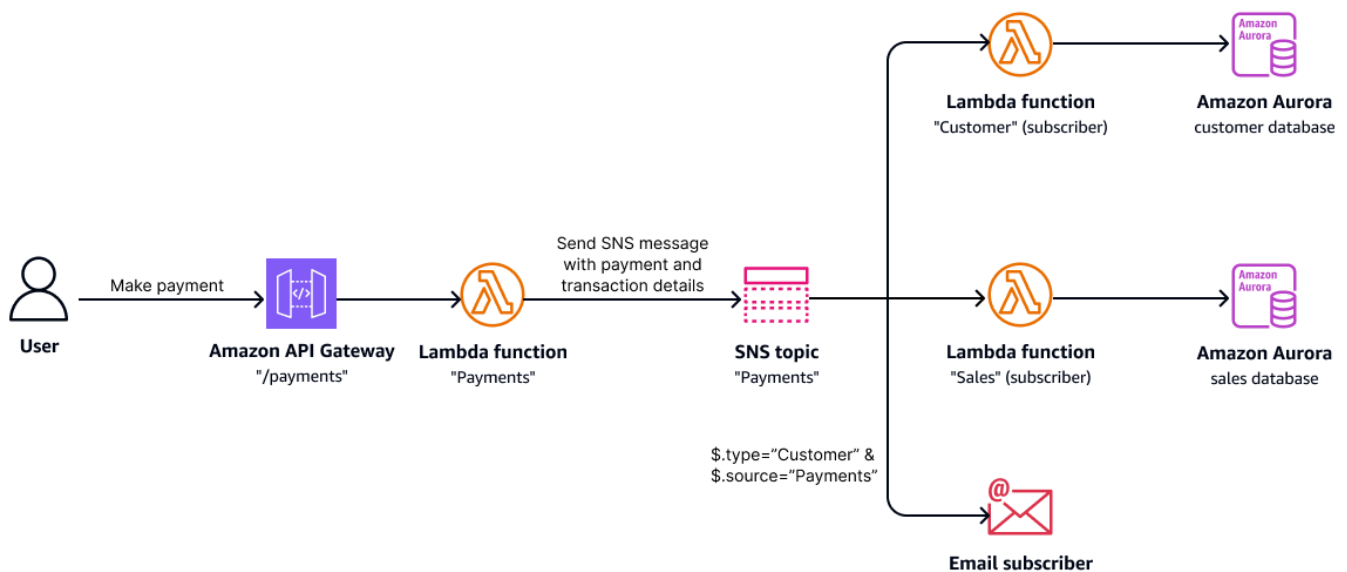 Amazon
Aurora
Lambda function
"Customer" (subscriber)
Amazon Aurora
customer database
Make payment
Send SNS message
with payment and
transaction details
Amazon
Aurora
User
Amazon API Gateway
"/payments"
Lambda function
"Payments"
SNS topic
"Payments"
Lambda function
"Sales" (subscriber)
Amazon Aurora
sales database
$.type=”Customer” &
$.source=”Payments”
@
Email subscriber